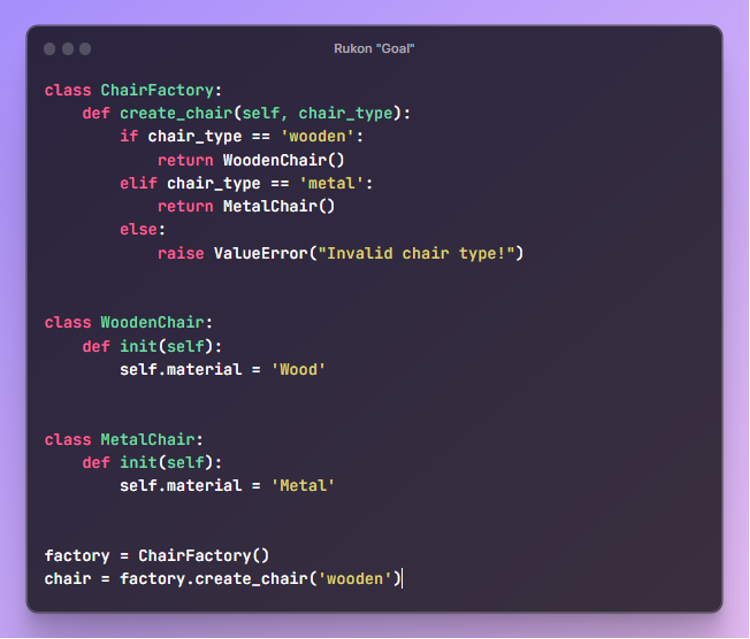 Rukon "Goal"
class ChairFactory:
    def create_chair(self, chair_type):
        if chair_type == 'wooden':
            return WoodenChair()
        elif chair_type == 'metal':
            return MetalChair()
        else:
            raise ValueError("Invalid chair type!")
class WoodenChair:
    def init(self):
        self.material = 'Wood'
class MetalChair:
    def init(self):
        self.material = 'Metal'
factory = ChairFactory()
chair = factory.create_chair('wooden')